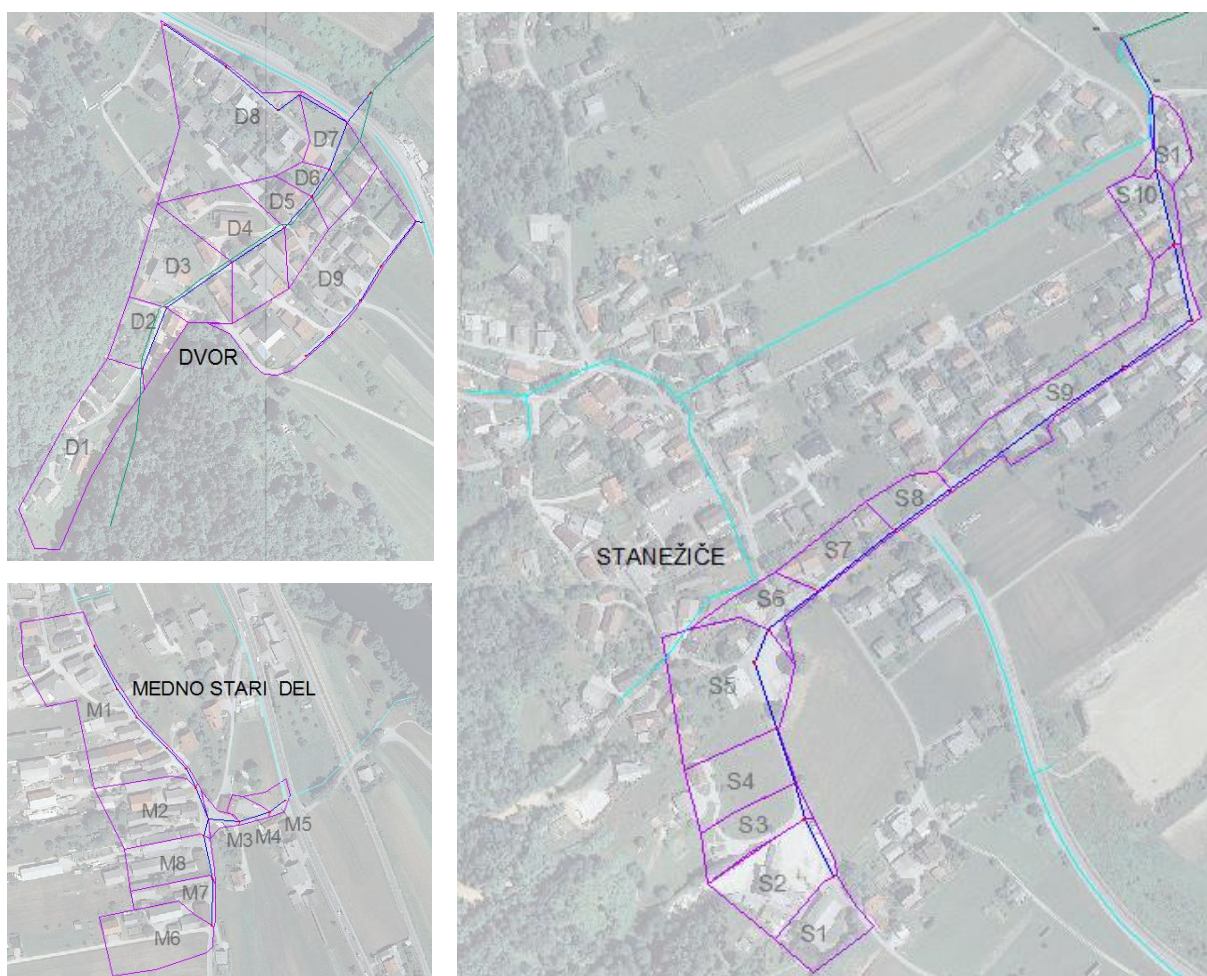 D8
D7
D6
D5
D4
D3
D9
D2
DVOR
D1
MEDNO STARI DEL
M1
M2
M5
M3
M4
M8
M7
M6
S1
S10
S9
S8
STANEŽIČE
S7
S6
S5
S4
S3
S2
S1